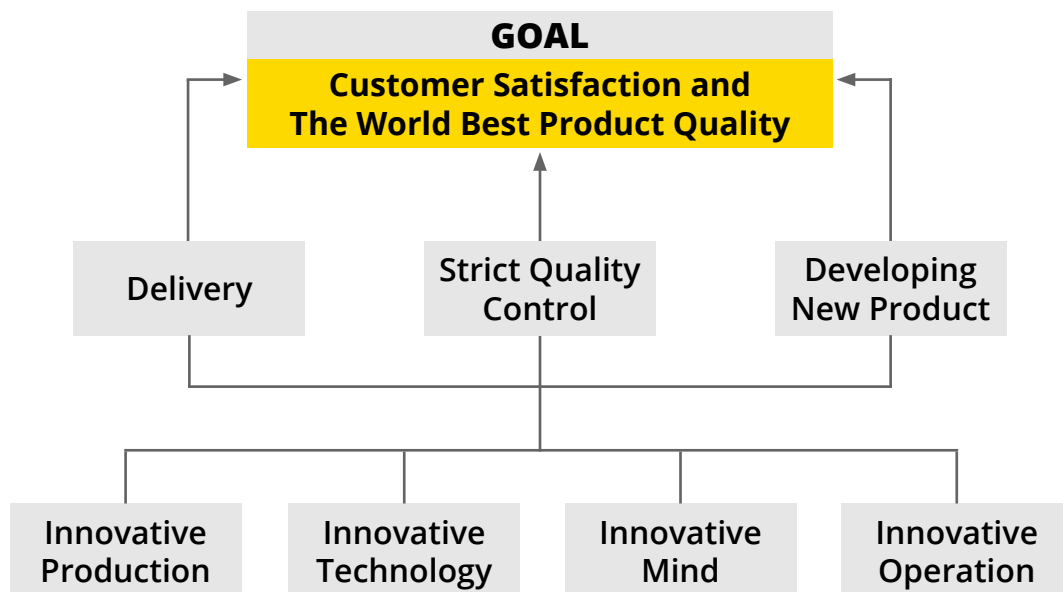 GOAL
Customer Satisfaction and
The World Best Product Quality
Delivery
Strict Quality
Control
Developing
New Product
Innovative
Production
Innovative
Technology
Innovative
Mind
Innovative
Operation